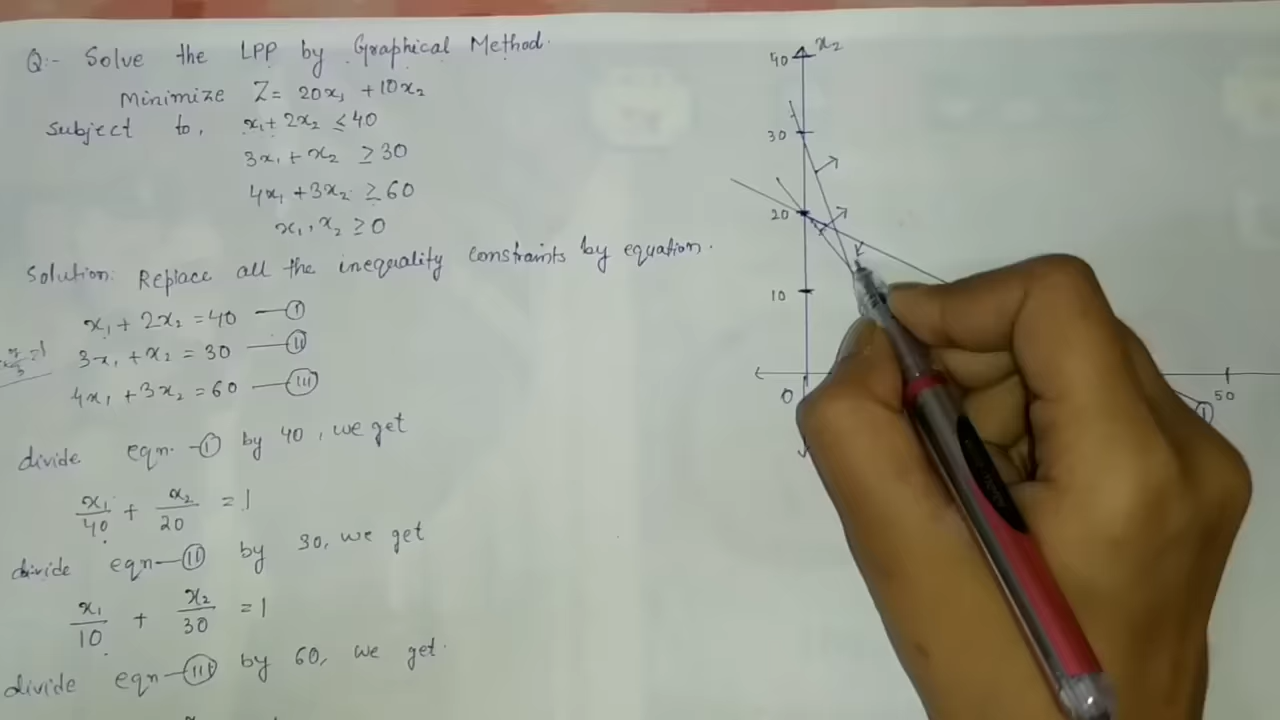 Q:- Solve the LPP by Graphical Method.
Minimize Z = 20x₁ + 10x₂
subject to, x₁ + 2x₂ ≤ 40
3x₁ + x₂ ≥ 30
4x₁ + 3x₂ ≥ 60
x₁, x₂ ≥ 0
Solution: Replace all the inequality constraints by equation.
x₁ + 2x₂ = 40 — I
3x₁ + x₂ = 30 — II
4x₁ + 3x₂ = 60 — III
divide eqn — I by 40, we get
x₁/40 + x₂/20 = 1
divide eqn — II by 30, we get
x₁/10 + x₂/30 = 1
divide eqn — III by 60, we get.
x₂
40
30
20
10
0
50
I